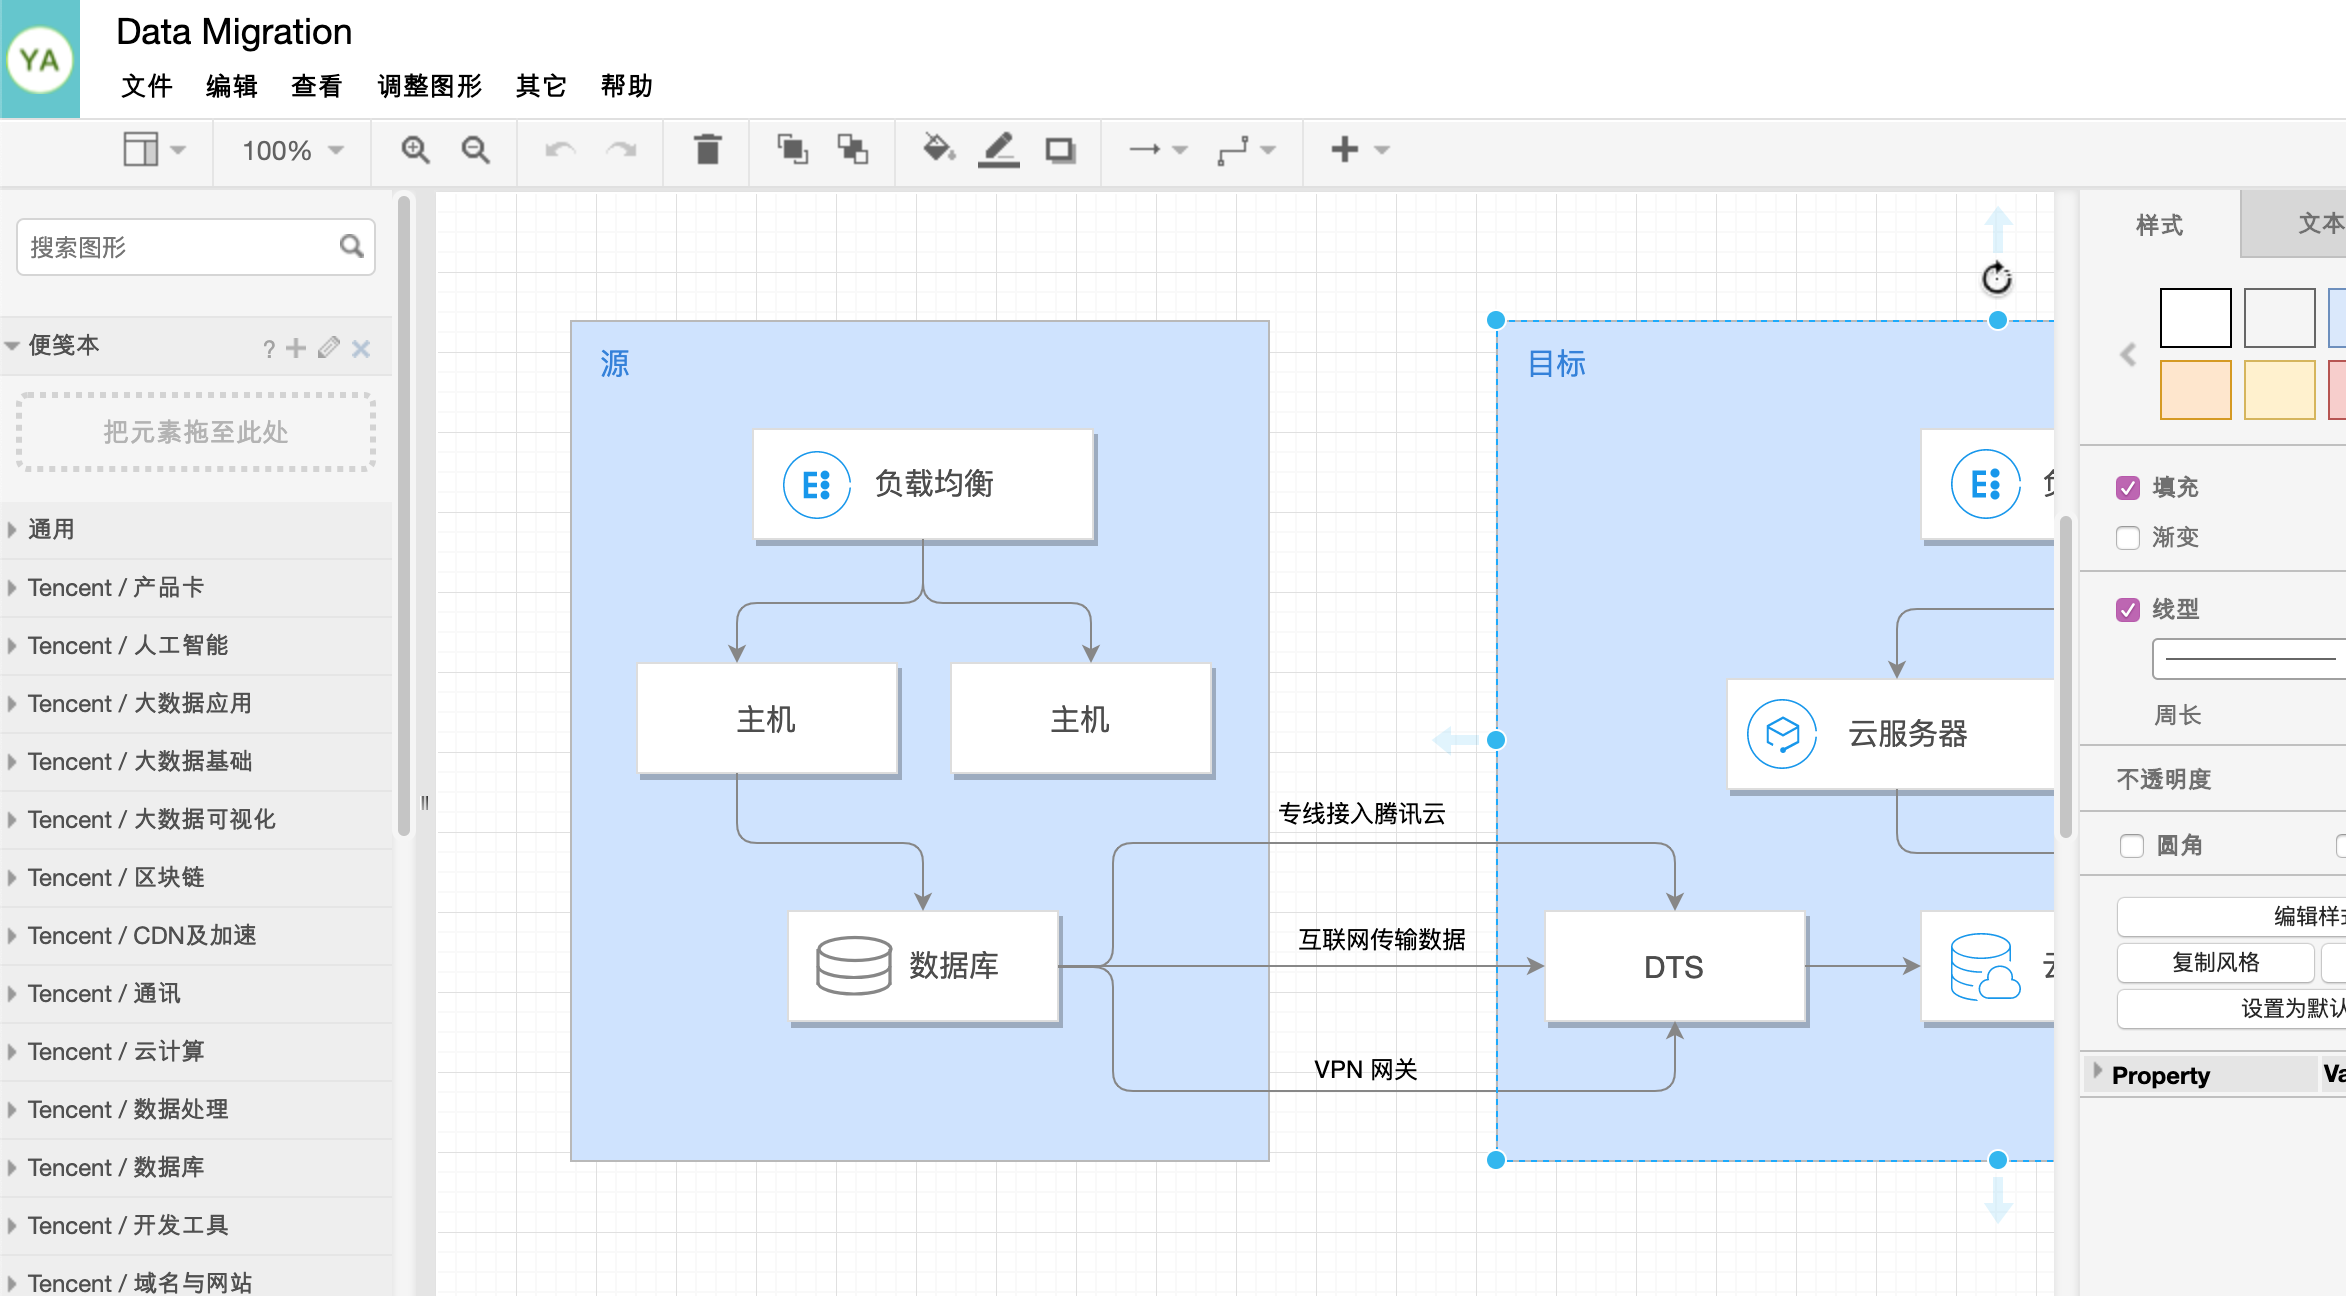 YA
Data Migration
文件 编辑 查看 调整图形 其它 帮助
100%
搜索图形
便笺本
?
把元素拖至此处
通用
Tencent / 产品卡
Tencent / 人工智能
Tencent / 大数据应用
Tencent / 大数据基础
Tencent / 大数据可视化
Tencent / 区块链
Tencent / CDN及加速
Tencent / 通讯
Tencent / 云计算
Tencent / 数据处理
Tencent / 数据库
Tencent / 开发工具
Tencent / 域名与网站
源
负载均衡
主机
主机
数据库
专线接入腾讯云
互联网传输数据
VPN 网关
目标
云服务器
DTS
样式
文本
填充
渐变
线型
周长
不透明度
圆角
编辑样
复制风格
设置为默认
Property
Va